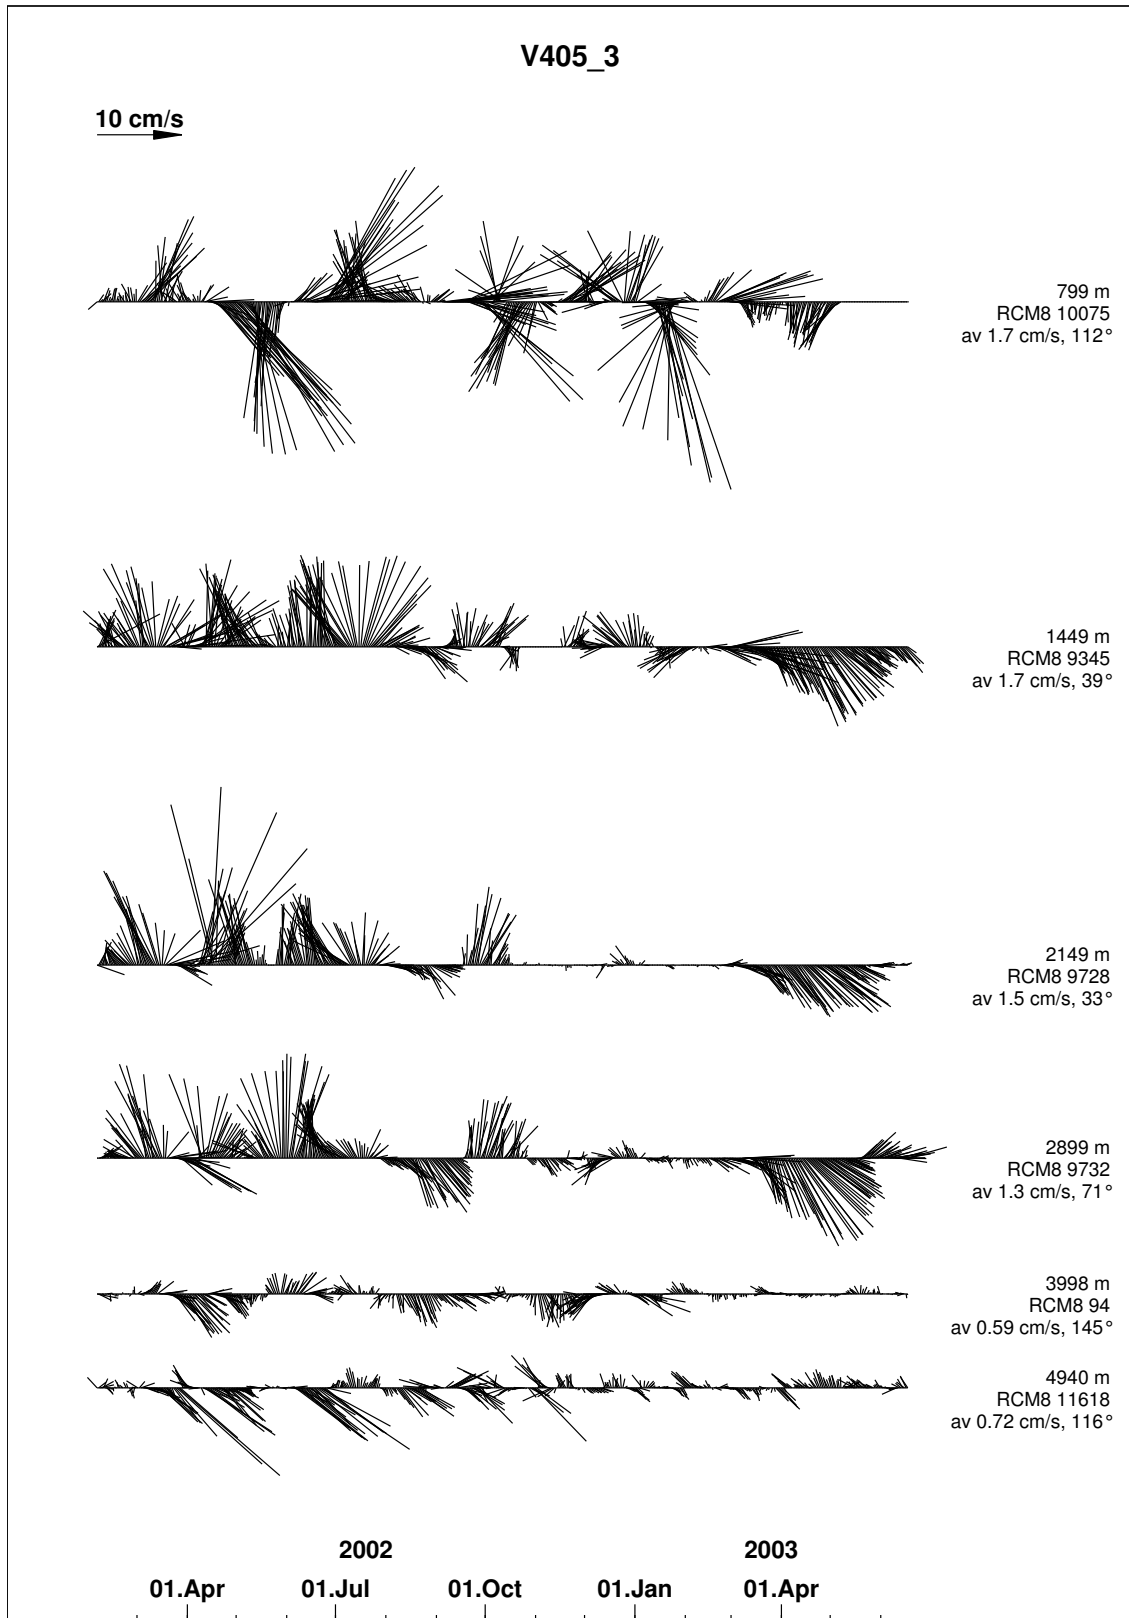 V405_3
10 cm/s
799 m
RCM8 10075
av 1.7 cm/s, 112°
1449 m
RCM8 9345
av 1.7 cm/s, 39°
2149 m
RCM8 9728
av 1.5 cm/s, 33°
2899 m
RCM8 9732
av 1.3 cm/s, 71°
3998 m
RCM8 94
av 0.59 cm/s, 145°
4940 m
RCM8 11618
av 0.72 cm/s, 116°
2002 2003
01.Apr 01.Jul 01.Oct 01.Jan 01.Apr